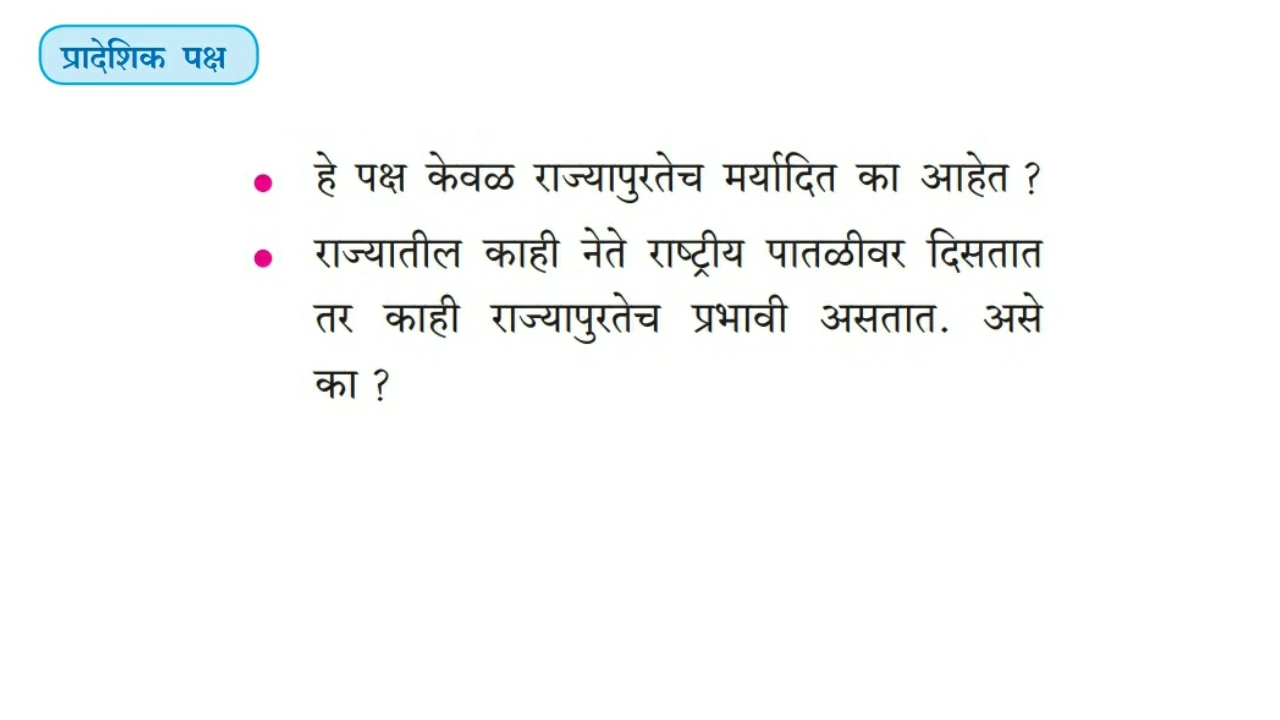 प्रादेशिक पक्ष
• हे पक्ष केवळ राज्यापुरतेच मर्यादित का आहेत ?
• राज्यातील काही नेते राष्ट्रीय पातळीवर दिसतात
तर काही राज्यापुरतेच प्रभावी असतात. असे
का ?